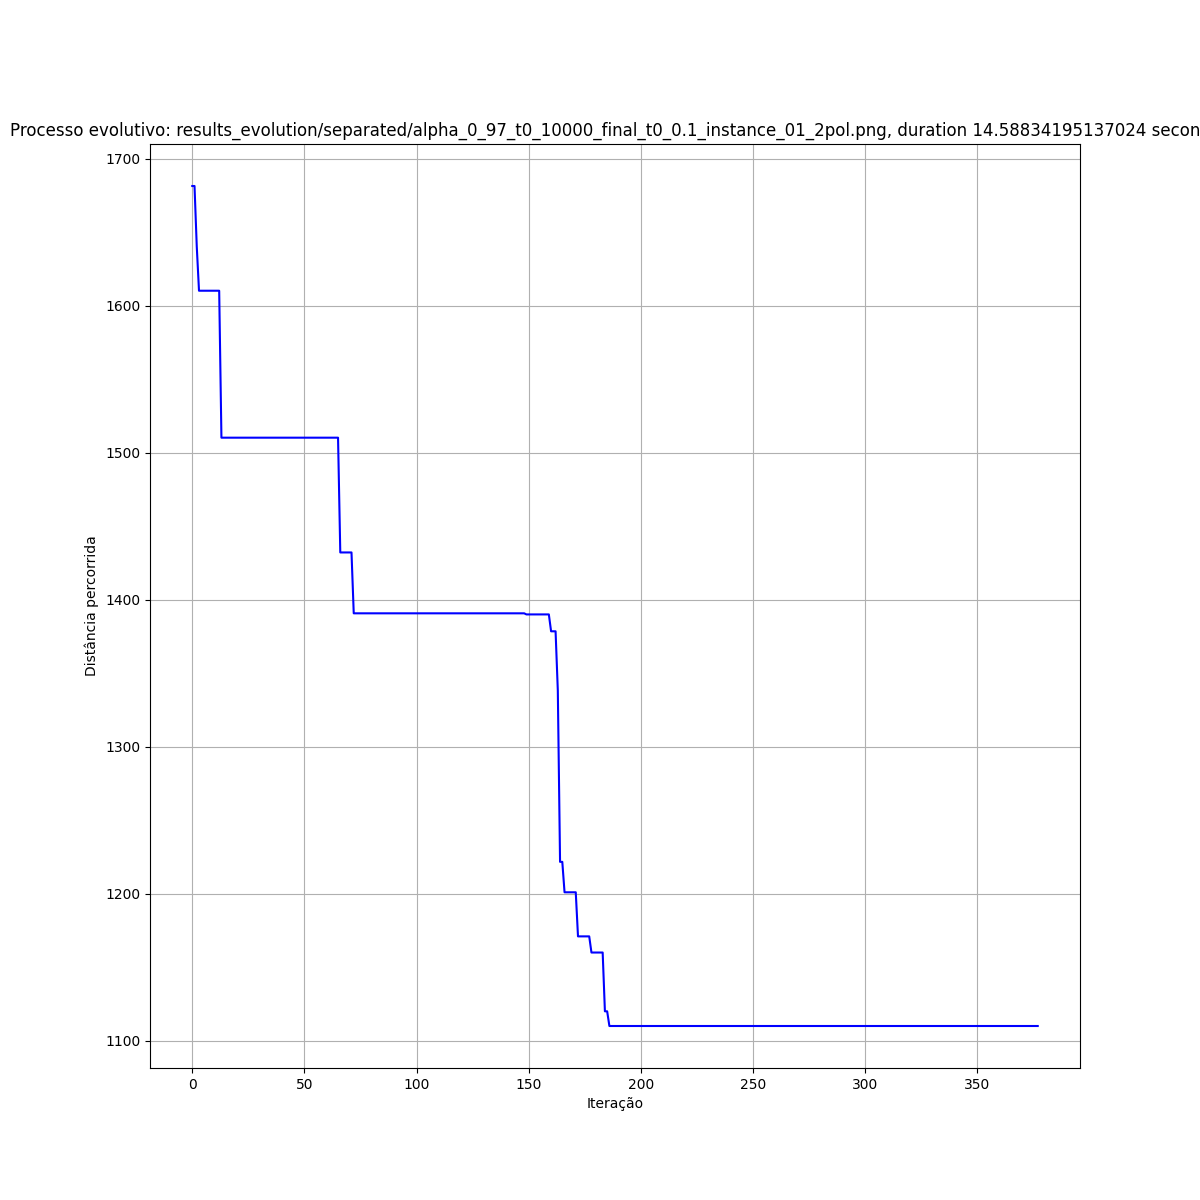 Processo evolutivo: results_evolution/separated/alpha_0_97_t0_10000_final_t0_0.1_instance_01_2pol.png, duration 14.58834195137024 secon
1700
1600
1500
1400
1300
1200
1100
Distância percorrida
0 50 100 150 200 250 300 350
Iteração